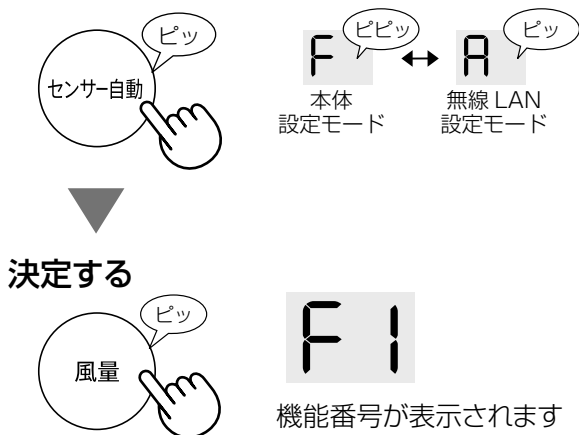 ピッ
センサー自動
ピピッ
F ↔ A
ピッ
本体
設定モード
無線 LAN
設定モード
決定する
ピッ
風量
F1
機能番号が表示されます